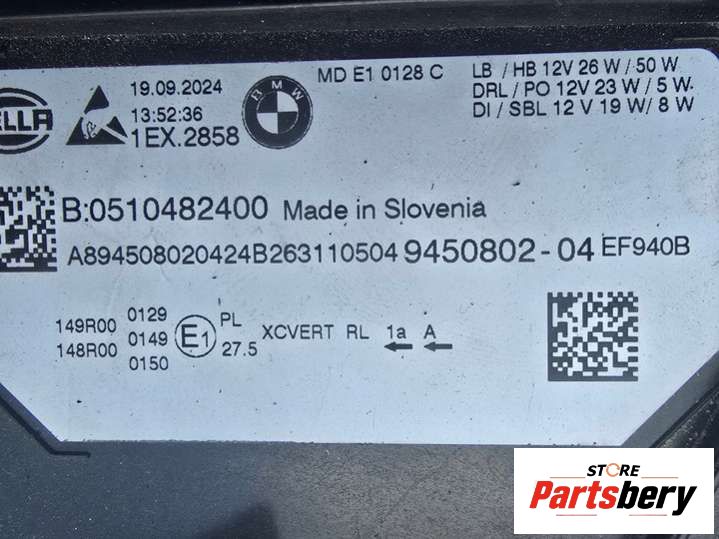 19.09.2024
13:52:36
1EX.2858
BMW
MD E1 0128 C
LB / HB 12V 26 W / 50 W
DRL / PO 12V 23 W / 5 W
DI / SBL 12 V 19 W/ 8 W
B:0510482400 Made in Slovenia
A894508020424B263110504 9450802-04 EF940B
149R00 0129
148R00 0149
0150
E1
PL
27.5
XCVERT RL 1a A
STORE
Partsbery